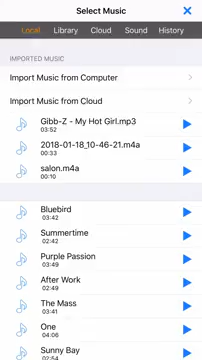 Select Music
Local Library Cloud Sound History
IMPORTED MUSIC
Import Music from Computer
Import Music from Cloud
Gibb-Z - My Hot Girl.mp3
03:52
2018-01-18_10-46-21.m4a
00:33
salon.m4a
00:10
Bluebird
03:42
Summertime
02:42
Purple Passion
03:49
After Work
02:49
The Mass
03:41
One
04:06
Sunny Bay
02:54